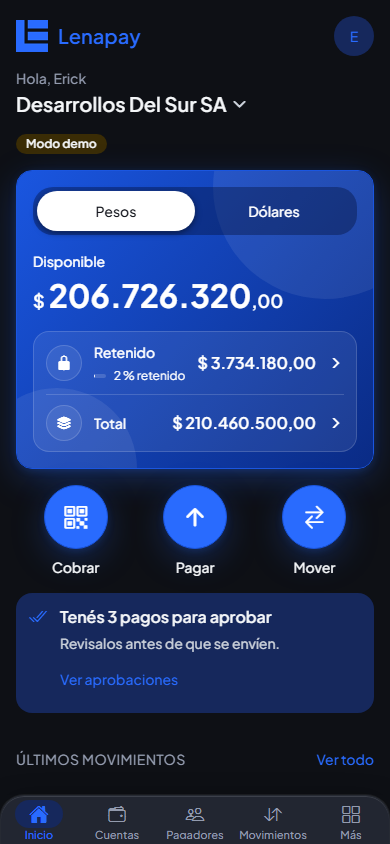 Lenapay
E
Hola, Erick
Desarrollos Del Sur SA
Modo demo
Pesos
Dólares
Disponible
$ 206.726.320,00
Retenido
$ 3.734.180,00
2 % retenido
Total
$ 210.460.500,00
Cobrar
Pagar
Mover
Tenés 3 pagos para aprobar
Revisalos antes de que se envíen.
Ver aprobaciones
ÚLTIMOS MOVIMIENTOS
Ver todo
Inicio
Cuentas
Pagadores
Movimientos
Más